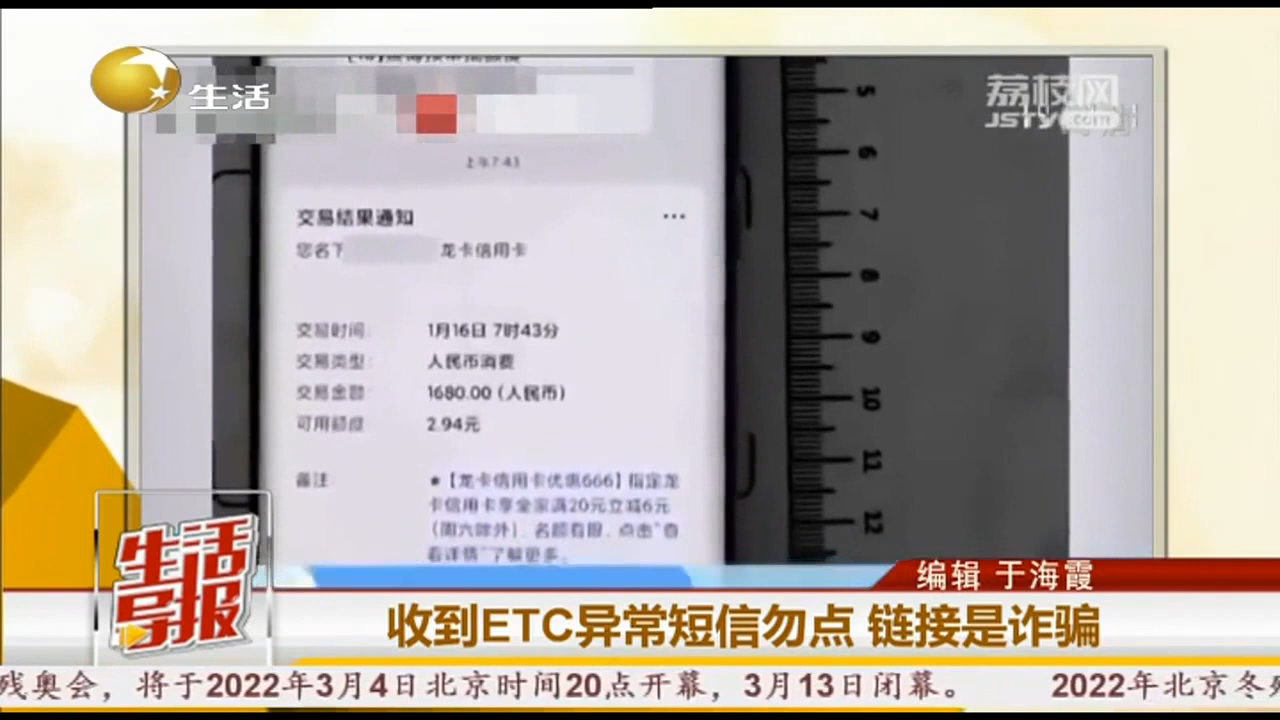 生活
荔枝网
JSTV.com
上午7:43
交易结果通知
您名下 龙卡信用卡
交易时间: 1月16日 7时43分
交易类型: 人民币消费
交易金额: 1680.00 (人民币)
可用额度 2.94元
备注 ★【龙卡信用卡优惠666】指定龙
卡信用卡享全家满20元立减6元
(周六除外), 名额有限, 点击“查
看详情”了解更多。
5
6
7
8
9
10
11
12
生活导报
编辑 于海霞
收到ETC异常短信勿点 链接是诈骗
残奥会，将于2022年3月4日北京时间20点开幕，3月13日闭幕。 2022年北京冬残